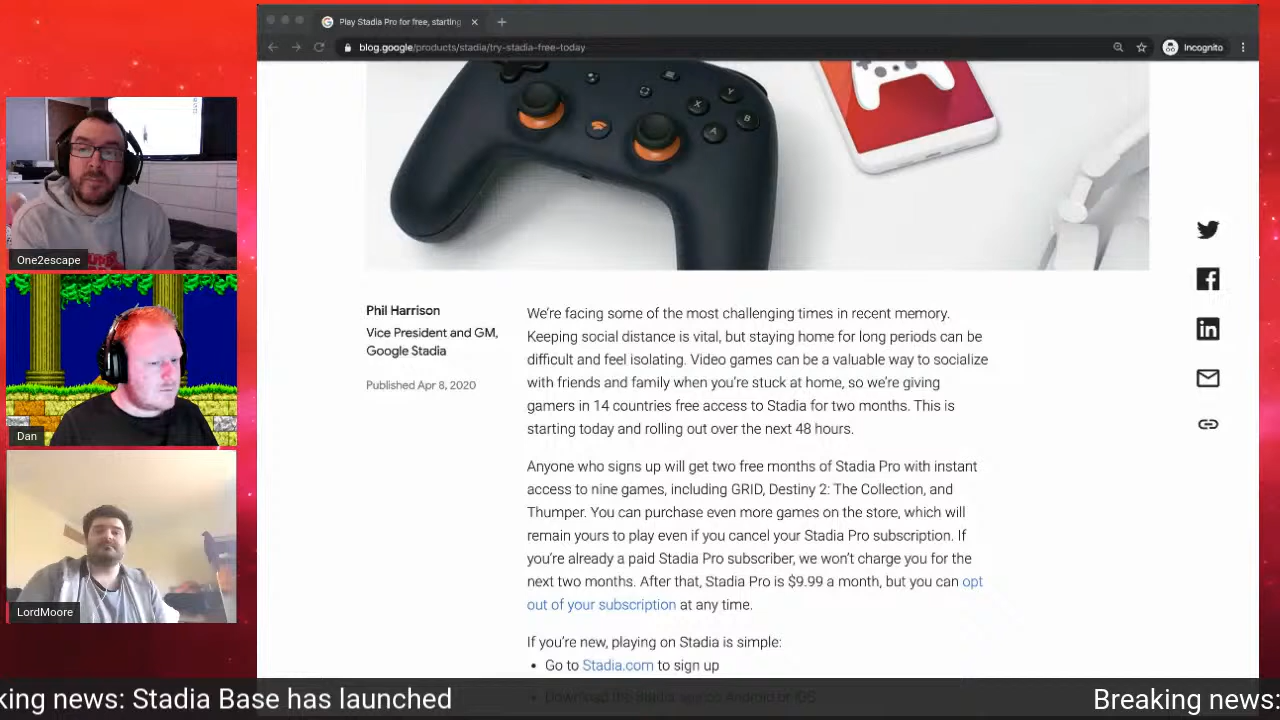 Play Stadia Pro for free, starting
blog.google/products/stadia/try-stadia-free-today
Incognito
Y
X
B
A
One2escape
Dan
LordMoore
Phil Harrison
Vice President and GM,
Google Stadia
Published Apr 8, 2020
We're facing some of the most challenging times in recent memory.
Keeping social distance is vital, but staying home for long periods can be
difficult and feel isolating. Video games can be a valuable way to socialize
with friends and family when you're stuck at home, so we're giving
gamers in 14 countries free access to Stadia for two months. This is
starting today and rolling out over the next 48 hours.
Anyone who signs up will get two free months of Stadia Pro with instant
access to nine games, including GRID, Destiny 2: The Collection, and
Thumper. You can purchase even more games on the store, which will
remain yours to play even if you cancel your Stadia Pro subscription. If
you're already a paid Stadia Pro subscriber, we won't charge you for the
next two months. After that, Stadia Pro is $9.99 a month, but you can opt
out of your subscription at any time.
If you're new, playing on Stadia is simple:
• Go to Stadia.com to sign up
• Download the Stadia app on Android or iOS
king news: Stadia Base has launched
Breaking news: